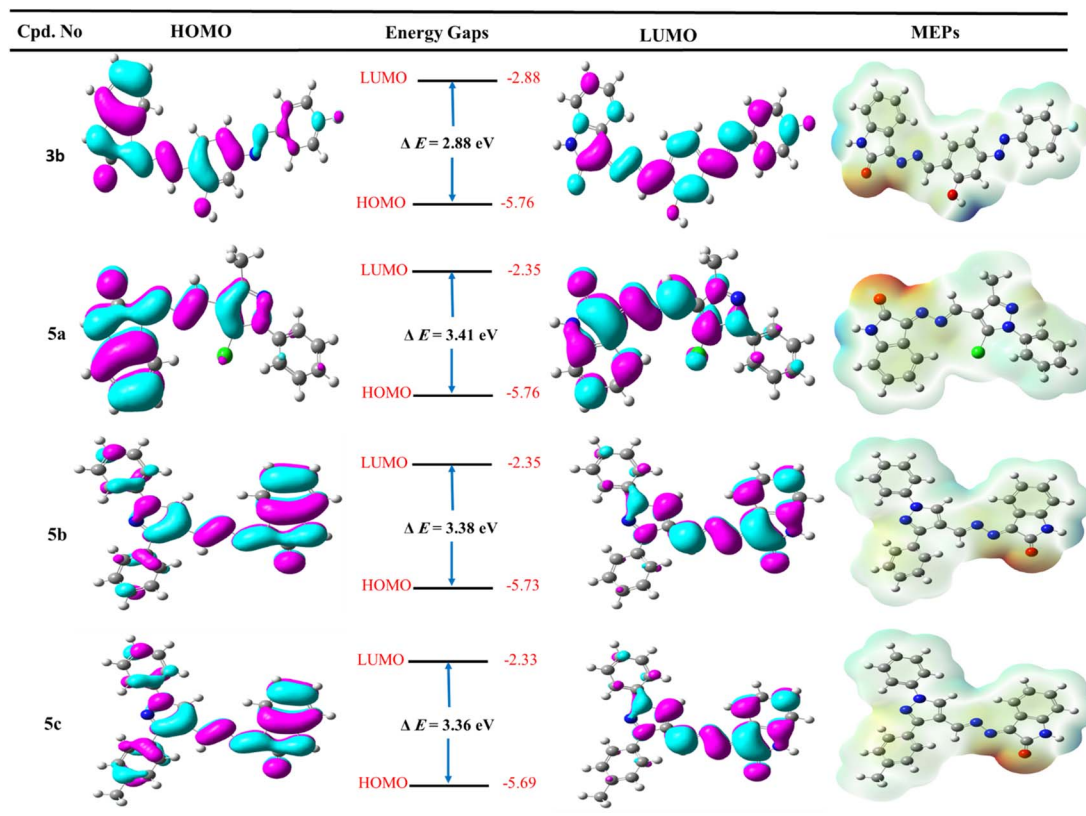 Cpd. No HOMO Energy Gaps LUMO MEPs
3b
LUMO -2.88
Δ E = 2.88 eV
HOMO -5.76
5a
LUMO -2.35
Δ E = 3.41 eV
HOMO -5.76
5b
LUMO -2.35
Δ E = 3.38 eV
HOMO -5.73
5c
LUMO -2.33
Δ E = 3.36 eV
HOMO -5.69